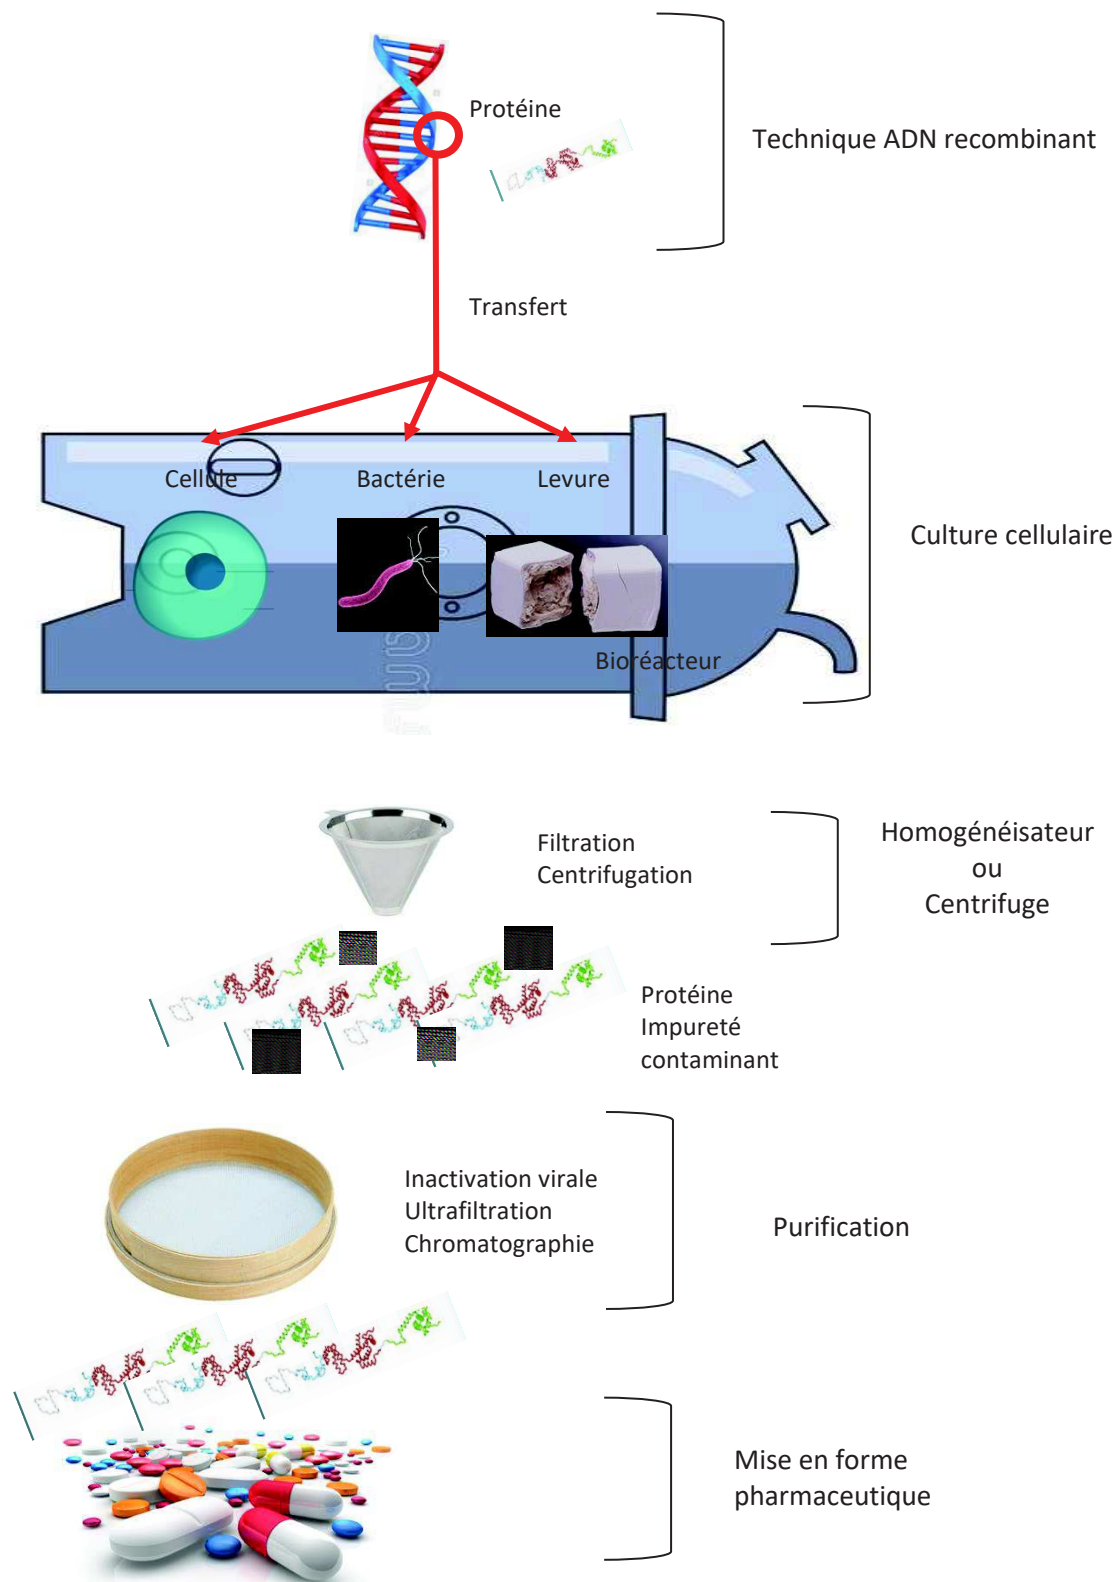 Protéine
Technique ADN recombinant
Transfert
Cellule
Bactérie
Levure
Culture cellulaire
Bioréacteur
Filtration
Centrifugation
Homogénéisateur
ou
Centrifuge
Protéine
Impureté
contaminant
Inactivation virale
Ultrafiltration
Chromatographie
Purification
Mise en forme
pharmaceutique